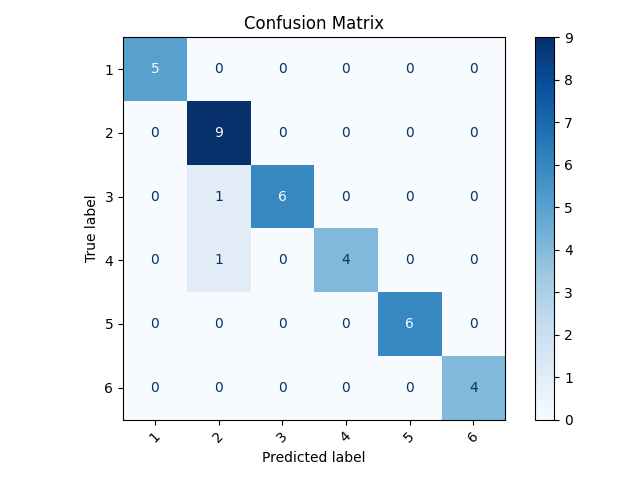 Confusion Matrix
1 5 0 0 0 0 0
2 0 9 0 0 0 0
3 0 1 6 0 0 0
4 0 1 0 4 0 0
5 0 0 0 0 6 0
6 0 0 0 0 0 4
1 2 3 4 5 6
Predicted label
True label
9
8
7
6
5
4
3
2
1
0